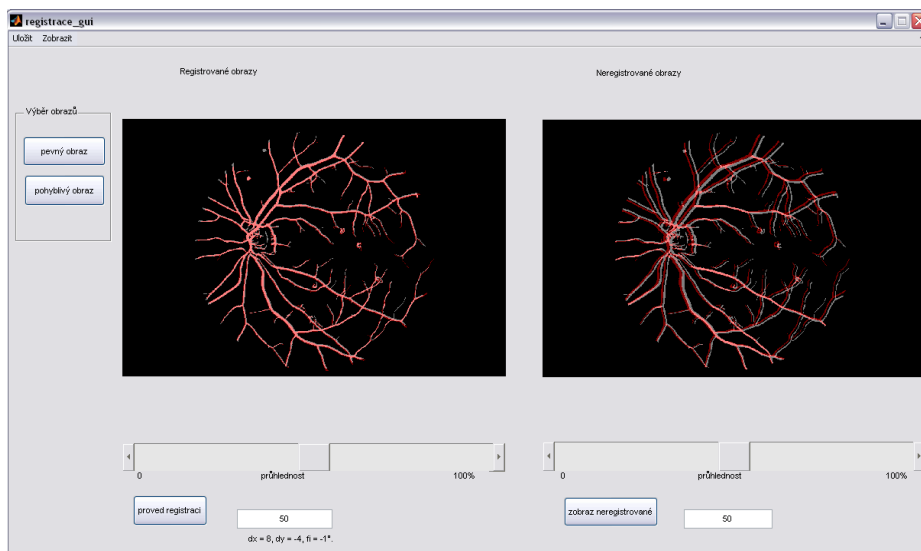 registrace_gui
Uložit Zobrazit
Registrované obrazy
Neregistrované obrazy
Výběr obrazů
pevný obraz
pohyblivý obraz
0 průhlednost 100%
0 průhlednost 100%
proved registraci
50
zobraz neregistrované
50
dx = 8, dy = -4, fi = -1°.